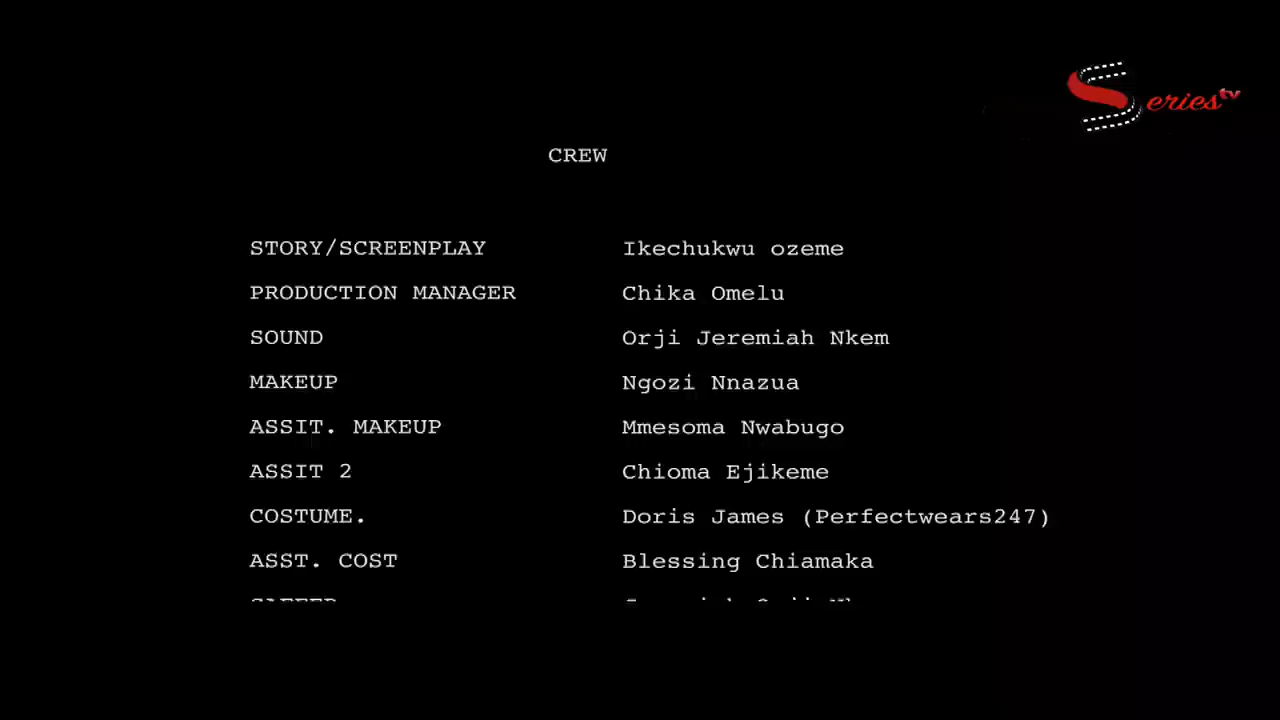 Series tv
CREW
STORY/SCREENPLAY Ikechukwu ozeme
PRODUCTION MANAGER Chika Omelu
SOUND Orji Jeremiah Nkem
MAKEUP Ngozi Nnazua
ASSIT. MAKEUP Mmesoma Nwabugo
ASSIT 2 Chioma Ejikeme
COSTUME. Doris James (Perfectwears247)
ASST. COST Blessing Chiamaka